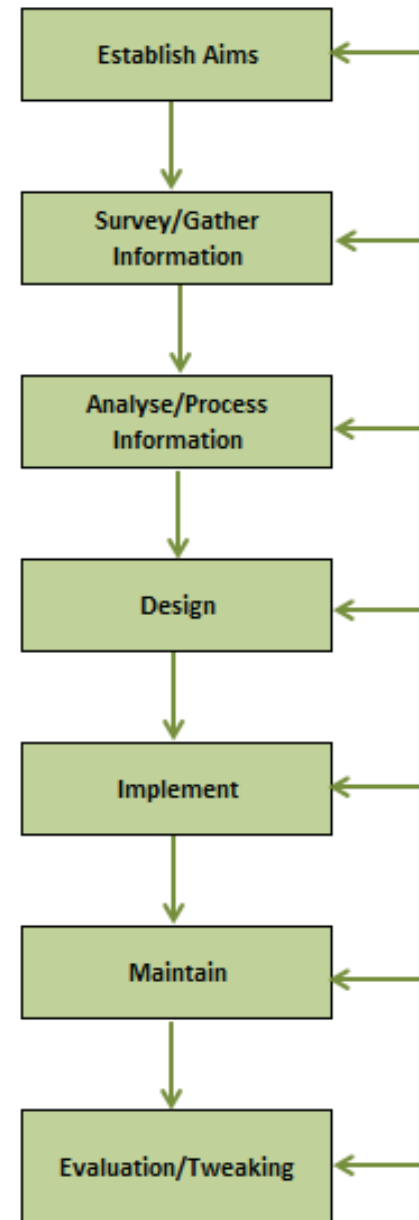 Establish Aims
Survey/Gather
Information
Analyse/Process
Information
Design
Implement
Maintain
Evaluation/Tweaking